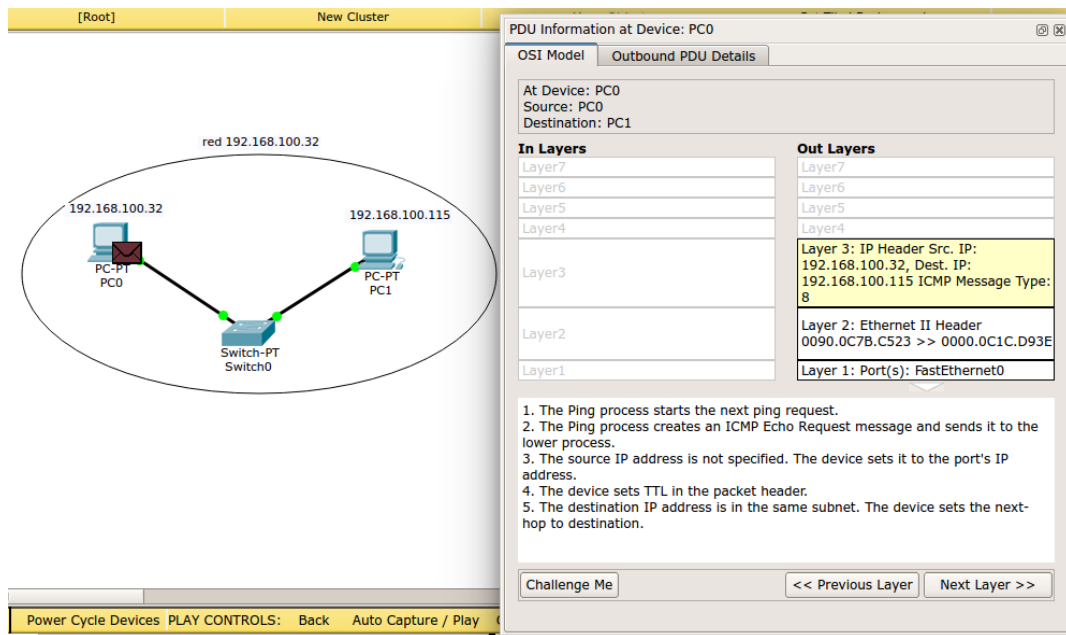 [Root]
New Cluster
PDU Information at Device: PC0
OSI Model
Outbound PDU Details
At Device: PC0
Source: PC0
Destination: PC1
In Layers
Out Layers
Layer7
Layer6
Layer5
Layer4
Layer3
Layer2
Layer1
Layer7
Layer6
Layer5
Layer4
Layer 3: IP Header Src. IP:
192.168.100.32, Dest. IP:
192.168.100.115 ICMP Message Type:
8
Layer 2: Ethernet II Header
0090.0C7B.C523 >> 0000.0C1C.D93E
Layer 1: Port(s): FastEthernet0
1. The Ping process starts the next ping request.
2. The Ping process creates an ICMP Echo Request message and sends it to the
lower process.
3. The source IP address is not specified. The device sets it to the port's IP
address.
4. The device sets TTL in the packet header.
5. The destination IP address is in the same subnet. The device sets the next-
hop to destination.
Challenge Me
<< Previous Layer
Next Layer >>
red 192.168.100.32
192.168.100.32
192.168.100.115
PC-PT
PC0
PC-PT
PC1
Switch-PT
Switch0
Power Cycle Devices
PLAY CONTROLS:
Back
Auto Capture / Play